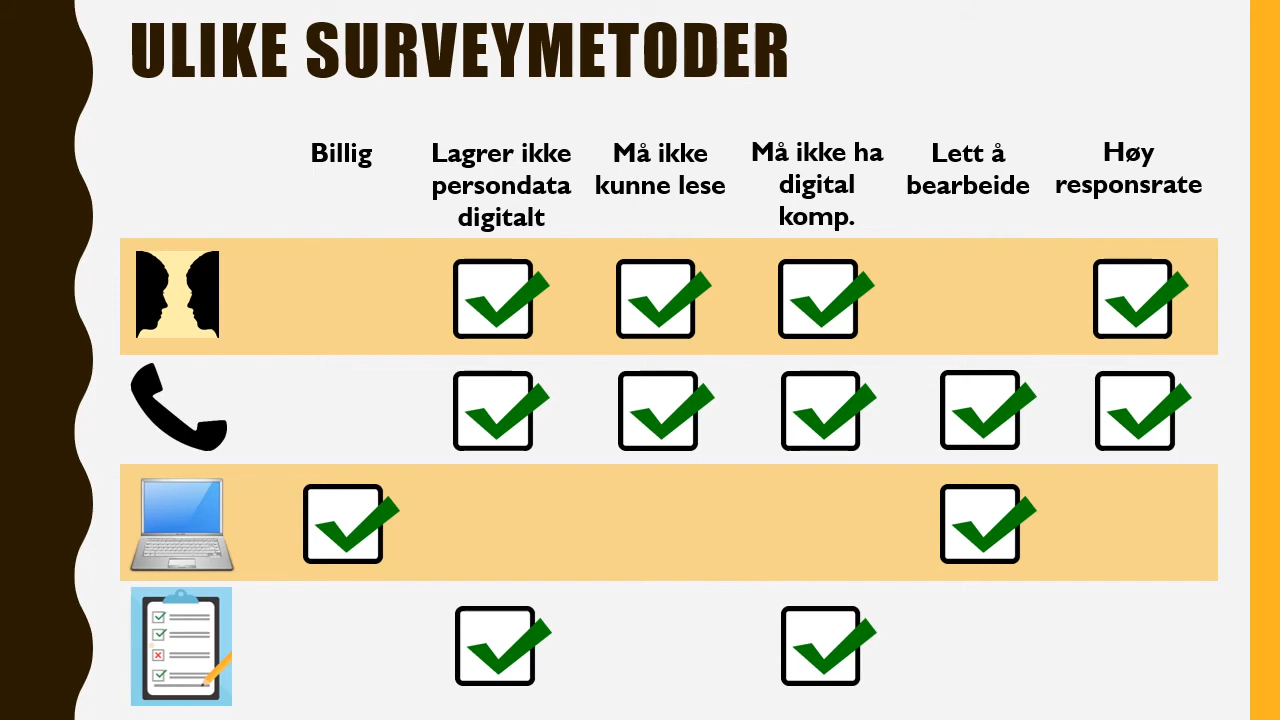 ULIKE SURVEYMETODER
Billig
Lagrer ikke
persondata
digitalt
Må ikke
kunne lese
Må ikke ha
digital
komp.
Lett å
bearbeide
Høy
responsrate